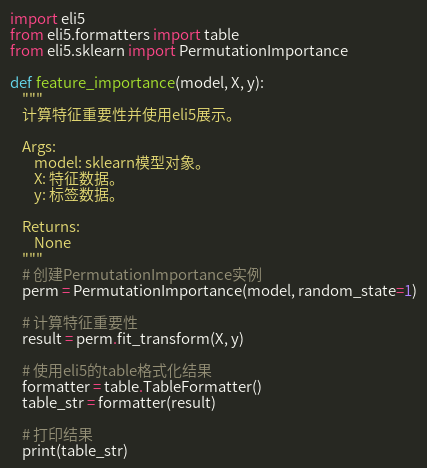 import eli5
from eli5.formatters import table
from eli5.sklearn import PermutationImportance

def feature_importance(model, X, y):
    """
    计算特征重要性并使用eli5展示。

    Args:
        model: sklearn模型对象。
        X: 特征数据。
        y: 标签数据。

    Returns:
        None
    """
    # 创建PermutationImportance实例
    perm = PermutationImportance(model, random_state=1)

    # 计算特征重要性
    result = perm.fit_transform(X, y)

    # 使用eli5的table格式化结果
    formatter = table.TableFormatter()
    table_str = formatter(result)

    # 打印结果
    print(table_str)